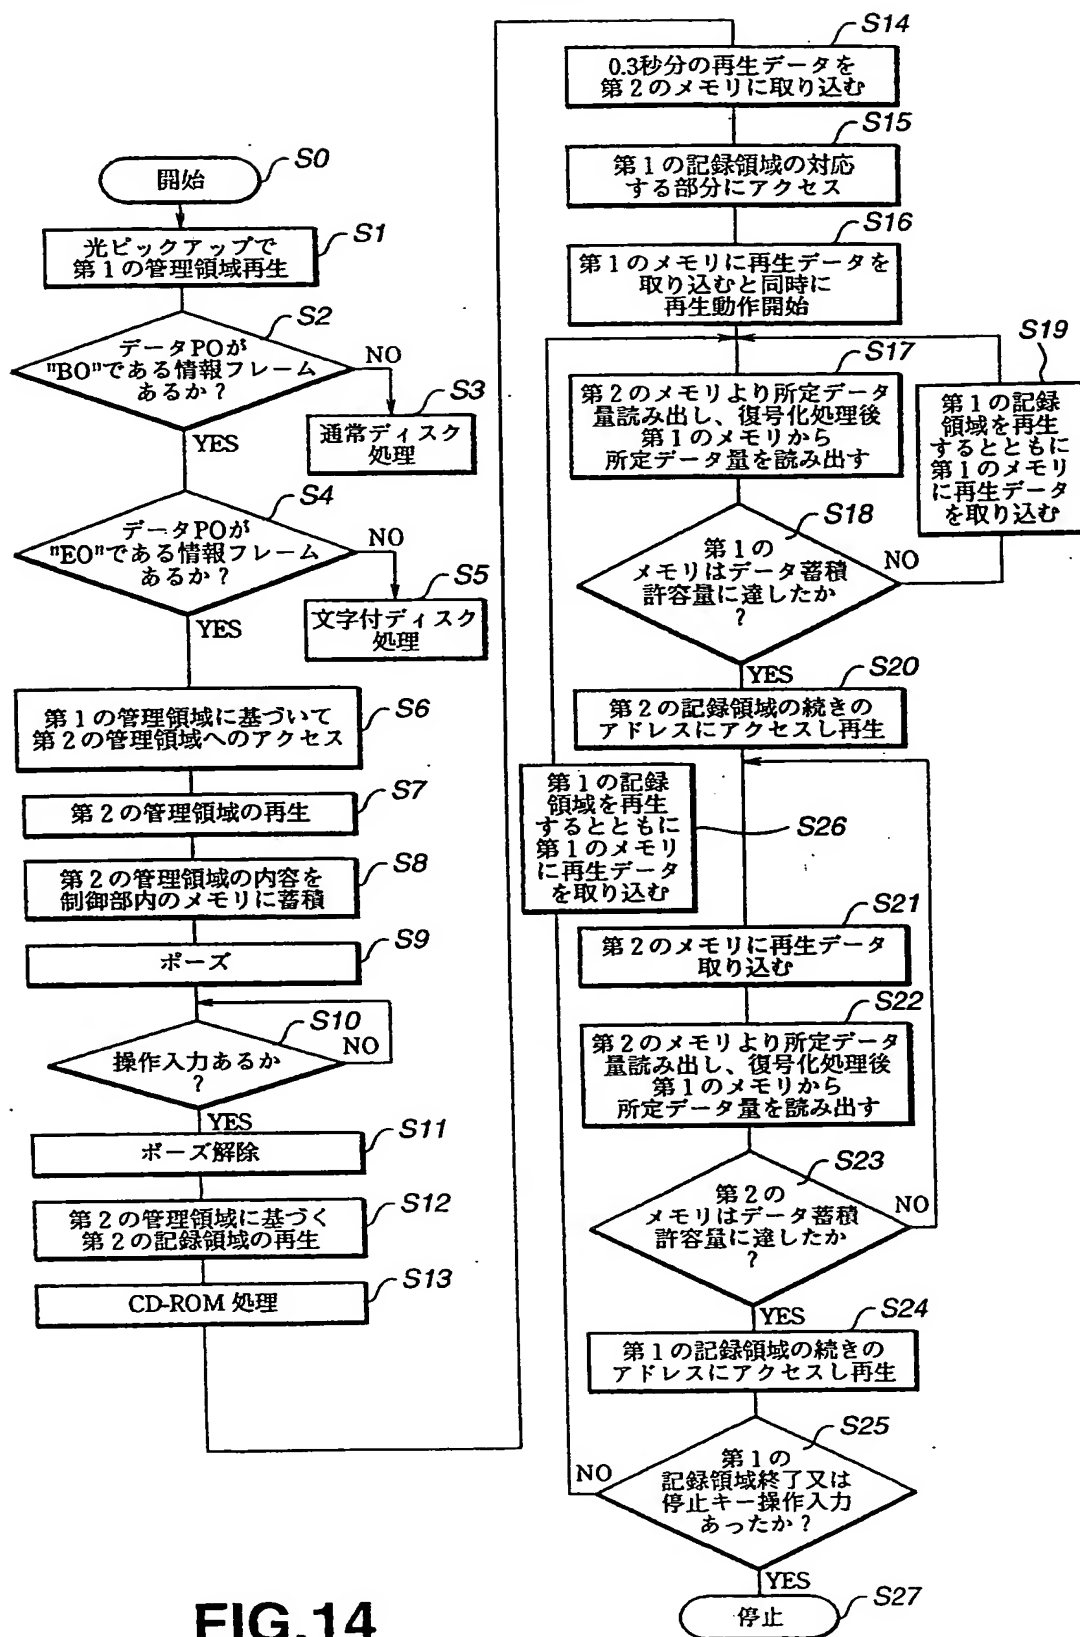 S0
開始
S1
光ピックアップで
第1の管理領域再生
S2
データPOが
"BO"である情報フレーム
あるか?
NO
YES
S3
通常ディスク
処理
S4
データPOが
"EO"である情報フレーム
あるか?
NO
YES
S5
文字付ディスク
処理
S6
第1の管理領域に基づいて
第2の管理領域へのアクセス
S7
第2の管理領域の再生
S8
第2の管理領域の内容を
制御部内のメモリに蓄積
S9
ポーズ
S10
操作入力あるか
?
NO
YES
S11
ポーズ解除
S12
第2の管理領域に基づく
第2の記録領域の再生
S13
CD-ROM 処理
S14
0.3秒分の再生データを
第2のメモリに取り込む
S15
第1の記録領域の対応
する部分にアクセス
S16
第1のメモリに再生データを
取り込むと同時に
再生動作開始
S17
第2のメモリより所定データ
量読み出し、復号化処理後
第1のメモリから
所定データ量を読み出す
S18
第1の
メモリはデータ蓄積
許容量に達したか
?
NO
YES
S19
第1の記録
領域を再生
するとともに
第1のメモリ
に再生データ
を取り込む
S20
第2の記録領域の続きの
アドレスにアクセスし再生
S26
第1の記録
領域を再生
するとともに
第1のメモリ
に再生データ
を取り込む
S21
第2のメモリに再生データ
取り込む
S22
第2のメモリより所定データ
量読み出し、復号化処理後
第1のメモリから
所定データ量を読み出す
S23
第2の
メモリはデータ蓄積
許容量に達したか
?
NO
YES
S24
第1の記録領域の続きの
アドレスにアクセスし再生
S25
第1の
記録領域終了又は
停止キー操作入力
あったか?
NO
YES
S27
停止
FIG.14